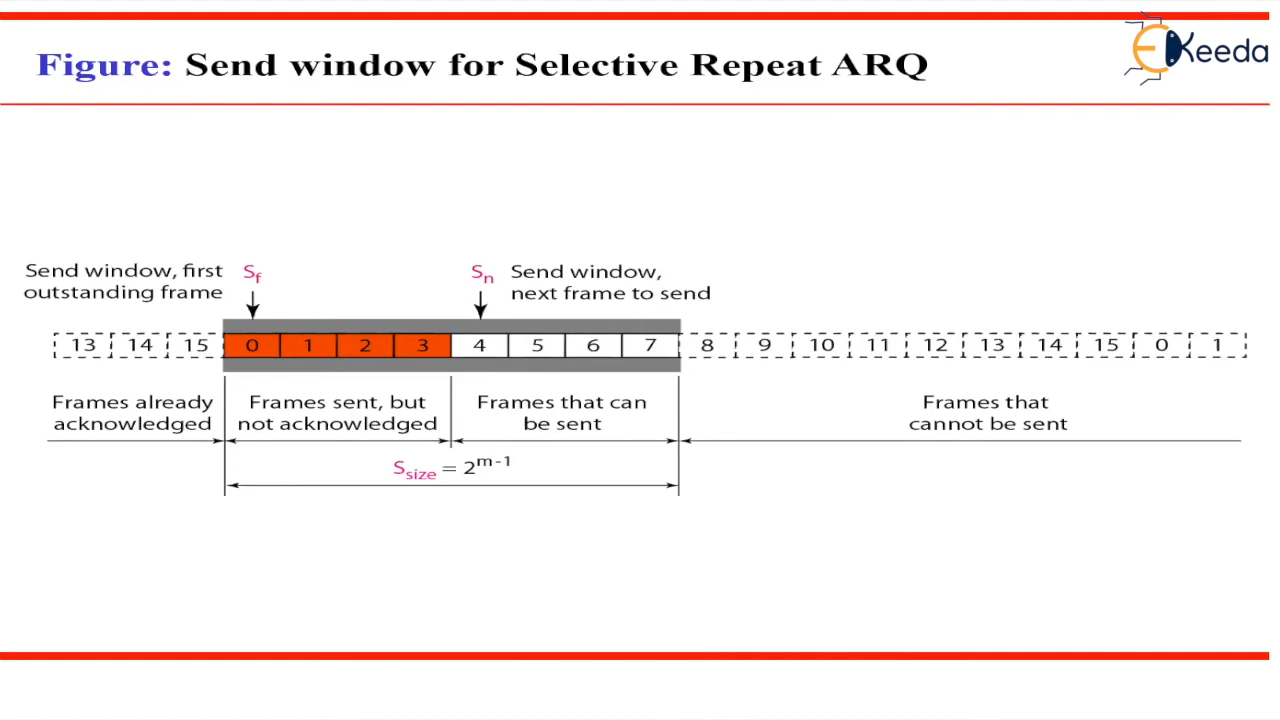 Figure: Send window for Selective Repeat ARQ
EKeeda
Send window, first
outstanding frame
Sf
Sn
Send window,
next frame to send
13 14 15 0 1 2 3 4 5 6 7 8 9 10 11 12 13 14 15 0 1
Frames already
acknowledged
Frames sent, but
not acknowledged
Frames that can
be sent
Frames that
cannot be sent
Ssize = 2^m-1